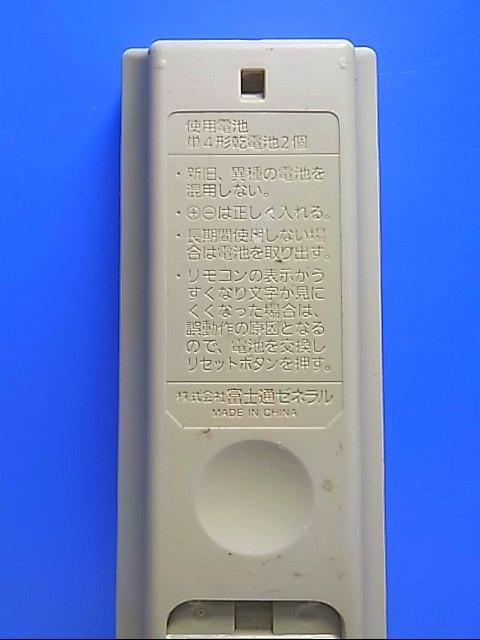 使用電池
単4形乾電池2個
・新旧、異種の電池を
混用しない。
・⊕⊖は正しく入れる。
・長期間使用しない場
合は電池を取り出す。
・リモコンの表示がう
すくなり文字が見に
くくなった場合は、
誤動作の原因となる
ので、電池を交換し
リセットボタンを押す。
株式会社富士通ゼネラル
MADE IN CHINA